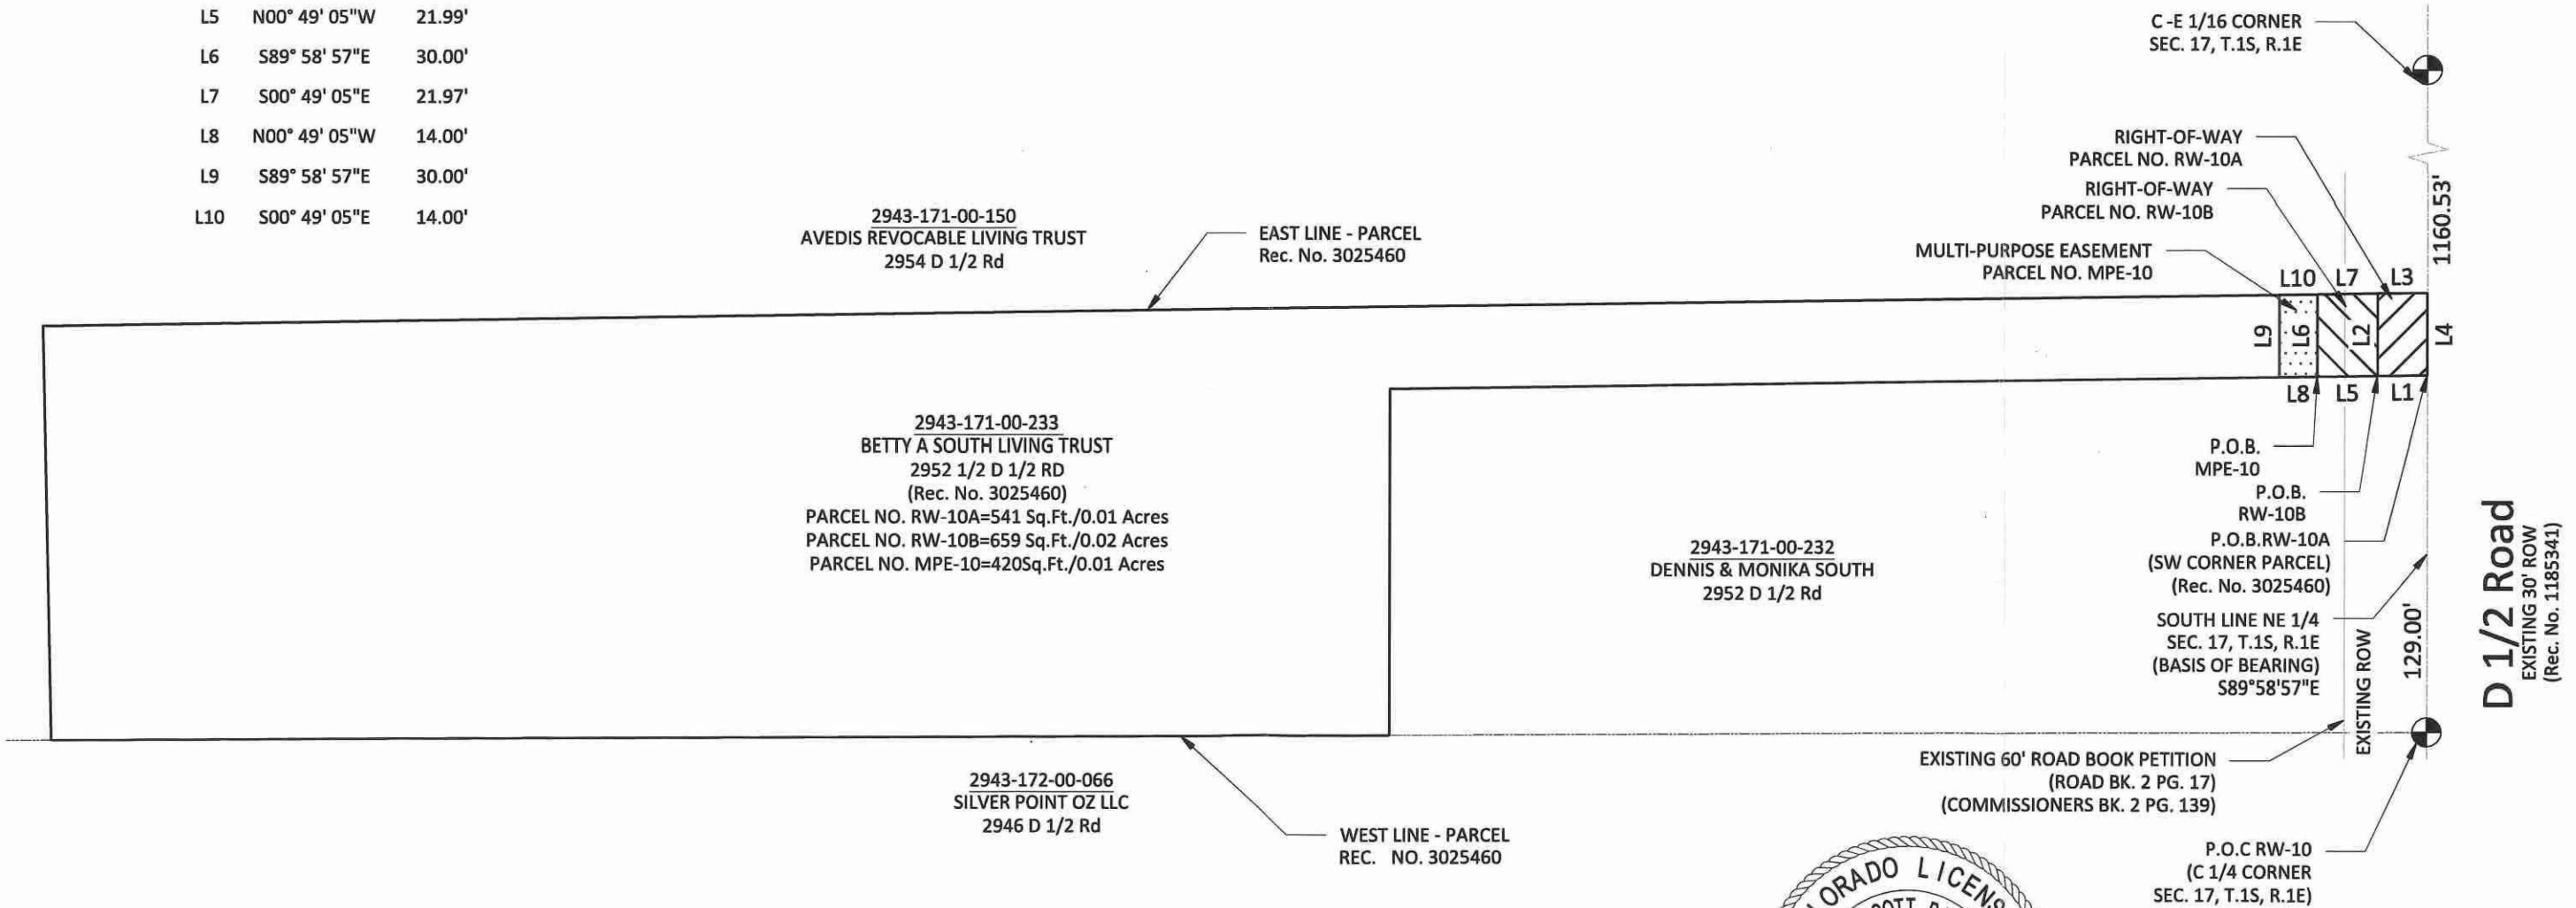 L5 N00° 49' 05"W 21.99'
L6 S89° 58' 57"E 30.00'
L7 S00° 49' 05"E 21.97'
L8 N00° 49' 05"W 14.00'
L9 S89° 58' 57"E 30.00'
L10 S00° 49' 05"E 14.00'
C -E 1/16 CORNER
SEC. 17, T.1S, R.1E
RIGHT-OF-WAY
PARCEL NO. RW-10A
RIGHT-OF-WAY
PARCEL NO. RW-10B
MULTI-PURPOSE EASEMENT
PARCEL NO. MPE-10
1160.53'
2943-171-00-150
AVEDIS REVOCABLE LIVING TRUST
2954 D 1/2 Rd
EAST LINE - PARCEL
Rec. No. 3025460
L10 L7 L3
L9 L6 L2 L4
L8 L5 L1
2943-171-00-233
BETTY A SOUTH LIVING TRUST
2952 1/2 D 1/2 RD
(Rec. No. 3025460)
PARCEL NO. RW-10A=541 Sq.Ft./0.01 Acres
PARCEL NO. RW-10B=659 Sq.Ft./0.02 Acres
PARCEL NO. MPE-10=420Sq.Ft./0.01 Acres
2943-171-00-232
DENNIS & MONIKA SOUTH
2952 D 1/2 Rd
P.O.B.
MPE-10
P.O.B.
RW-10B
P.O.B.RW-10A
(SW CORNER PARCEL)
(Rec. No. 3025460)
SOUTH LINE NE 1/4
SEC. 17, T.1S, R.1E
(BASIS OF BEARING)
S89°58'57"E
EXISTING ROW
129.00'
D 1/2 Road
EXISTING 30' ROW
(Rec. No. 1185341)
EXISTING 60' ROAD BOOK PETITION
(ROAD BK. 2 PG. 17)
(COMMISSIONERS BK. 2 PG. 139)
2943-172-00-066
SILVER POINT OZ LLC
2946 D 1/2 Rd
WEST LINE - PARCEL
REC. NO. 3025460
P.O.C RW-10
(C 1/4 CORNER
SEC. 17, T.1S, R.1E)
ORADO LICENS